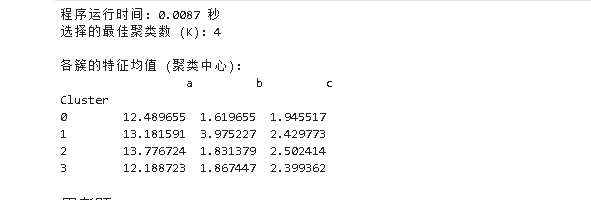 程序运行时间: 0.0087 秒
选择的最佳聚类数 (K): 4
各簇的特征均值 (聚类中心):
a b c
Cluster
0 12.489655 1.619655 1.945517
1 13.181591 3.975227 2.429773
2 13.776724 1.831379 2.502414
3 12.188723 1.867447 2.399362